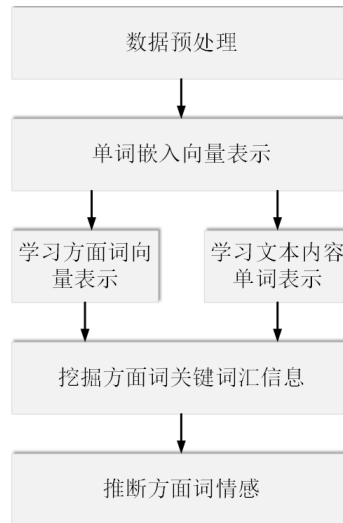 数据预处理
单词嵌入向量表示
学习方面词向
量表示
学习文本内容
单词表示
挖掘方面词关键词汇信息
推断方面词情感